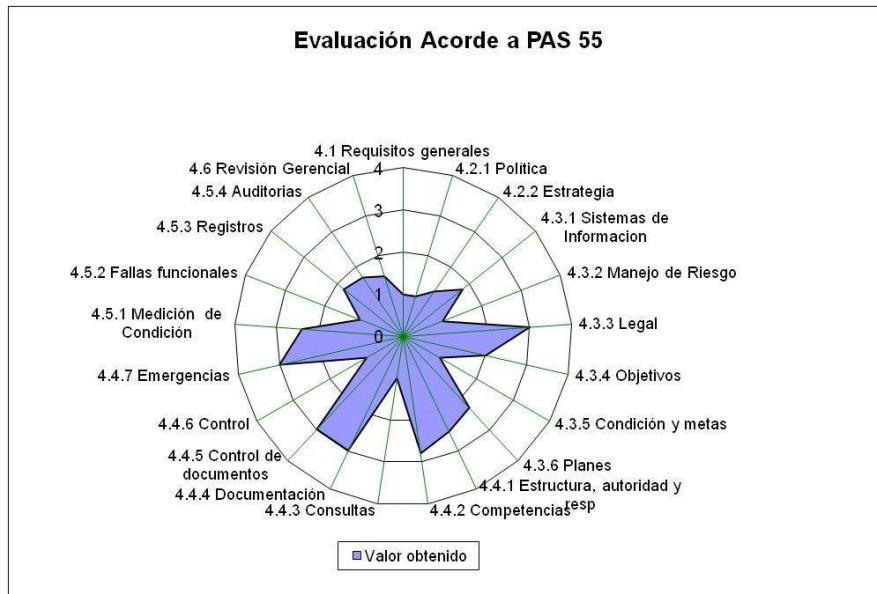 Evaluación Acorde a PAS 55
4.1 Requisitos generales
4.6 Revisión Gerencial
4
4.2.1 Política
4.5.4 Auditorias
4.2.2 Estrategia
4.5.3 Registros
3
4.3.1 Sistemas de
Informacion
4.5.2 Fallas funcionales
2
4.3.2 Manejo de Riesgo
4.5.1 Medición de
Condición
1
4.3.3 Legal
0
4.4.7 Emergencias
4.3.4 Objetivos
4.4.6 Control
4.3.5 Condición y metas
4.4.5 Control de
documentos
4.3.6 Planes
4.4.4 Documentación
4.4.1 Estructura, autoridad y
resp
4.4.3 Consultas
4.4.2 Competencias
Valor obtenido